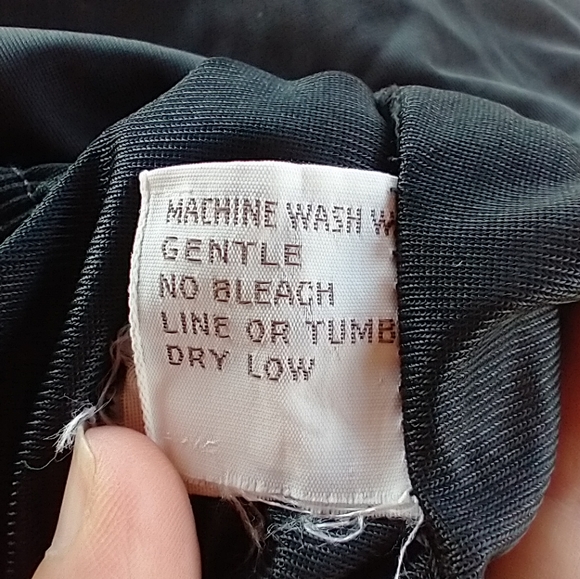 MACHINE WASH W
GENTLE
NO BLEACH
LINE OR TUMB
DRY LOW